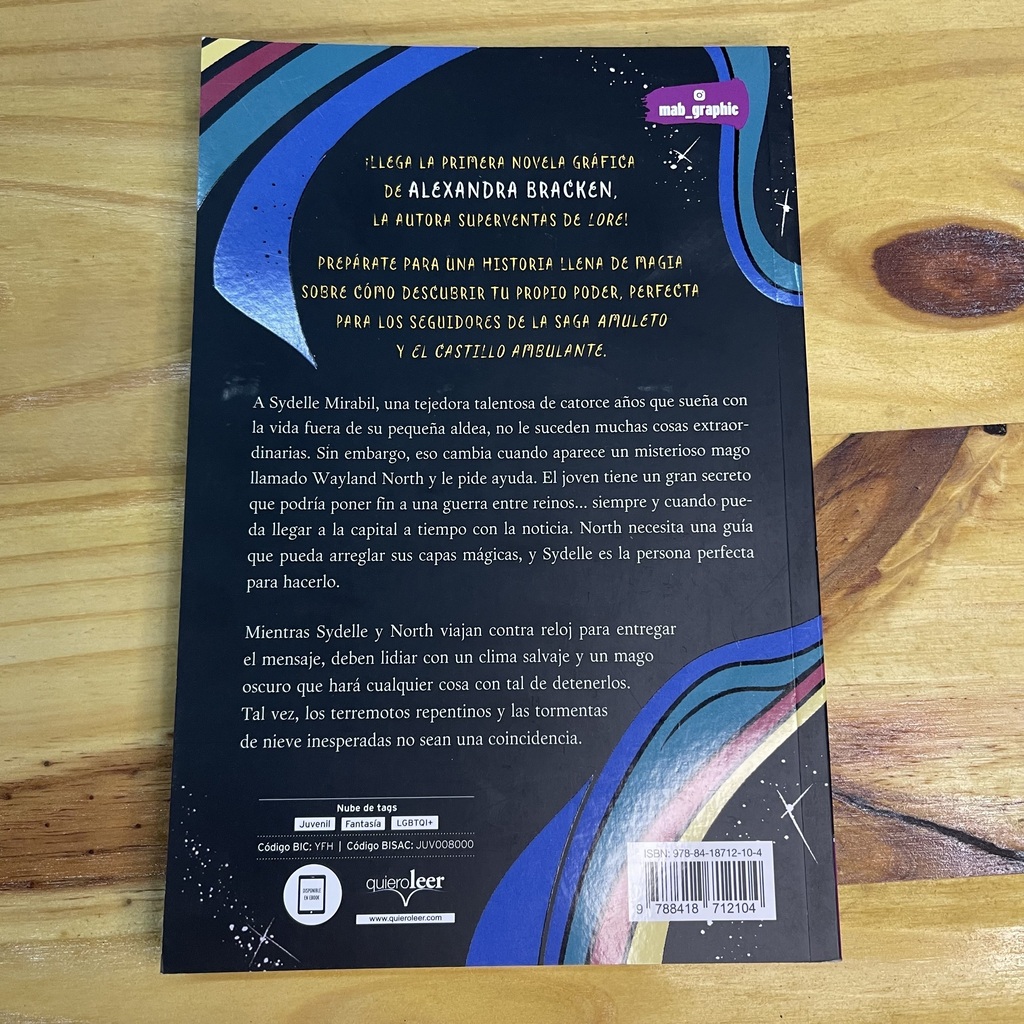 mab_graphic
¡LLEGA LA PRIMERA NOVELA GRÁFICA
DE ALEXANDRA BRACKEN,
LA AUTORA SUPERVENTAS DE LORE!
PREPÁRATE PARA UNA HISTORIA LLENA DE MAGIA
SOBRE CÓMO DESCUBRIR TU PROPIO PODER, PERFECTA
PARA LOS SEGUIDORES DE LA SAGA AMULETO
Y EL CASTILLO AMBULANTE.
A Sydelle Mirabil, una tejedora talentosa de catorce años que sueña con
la vida fuera de su pequeña aldea, no le suceden muchas cosas extraor-
dinarias. Sin embargo, eso cambia cuando aparece un misterioso mago
llamado Wayland North y le pide ayuda. El joven tiene un gran secreto
que podría poner fin a una guerra entre reinos... siempre y cuando pue-
da llegar a la capital a tiempo con la noticia. North necesita una guía
que pueda arreglar sus capas mágicas, y Sydelle es la persona perfecta
para hacerlo.
Mientras Sydelle y North viajan contra reloj para entregar
el mensaje, deben lidiar con un clima salvaje y un mago
oscuro que hará cualquier cosa con tal de detenerlos.
Tal vez, los terremotos repentinos y las tormentas
de nieve inesperadas no sean una coincidencia.
Nube de tags
Juvenil Fantasía LGBTQI+
Código BIC: YFH | Código BISAC: JUV008000
DISPONIBLE
EN EBOOK
quieroleer
www.quieroleer.com
ISBN: 978-84-18712-10-4
9 788418 712104